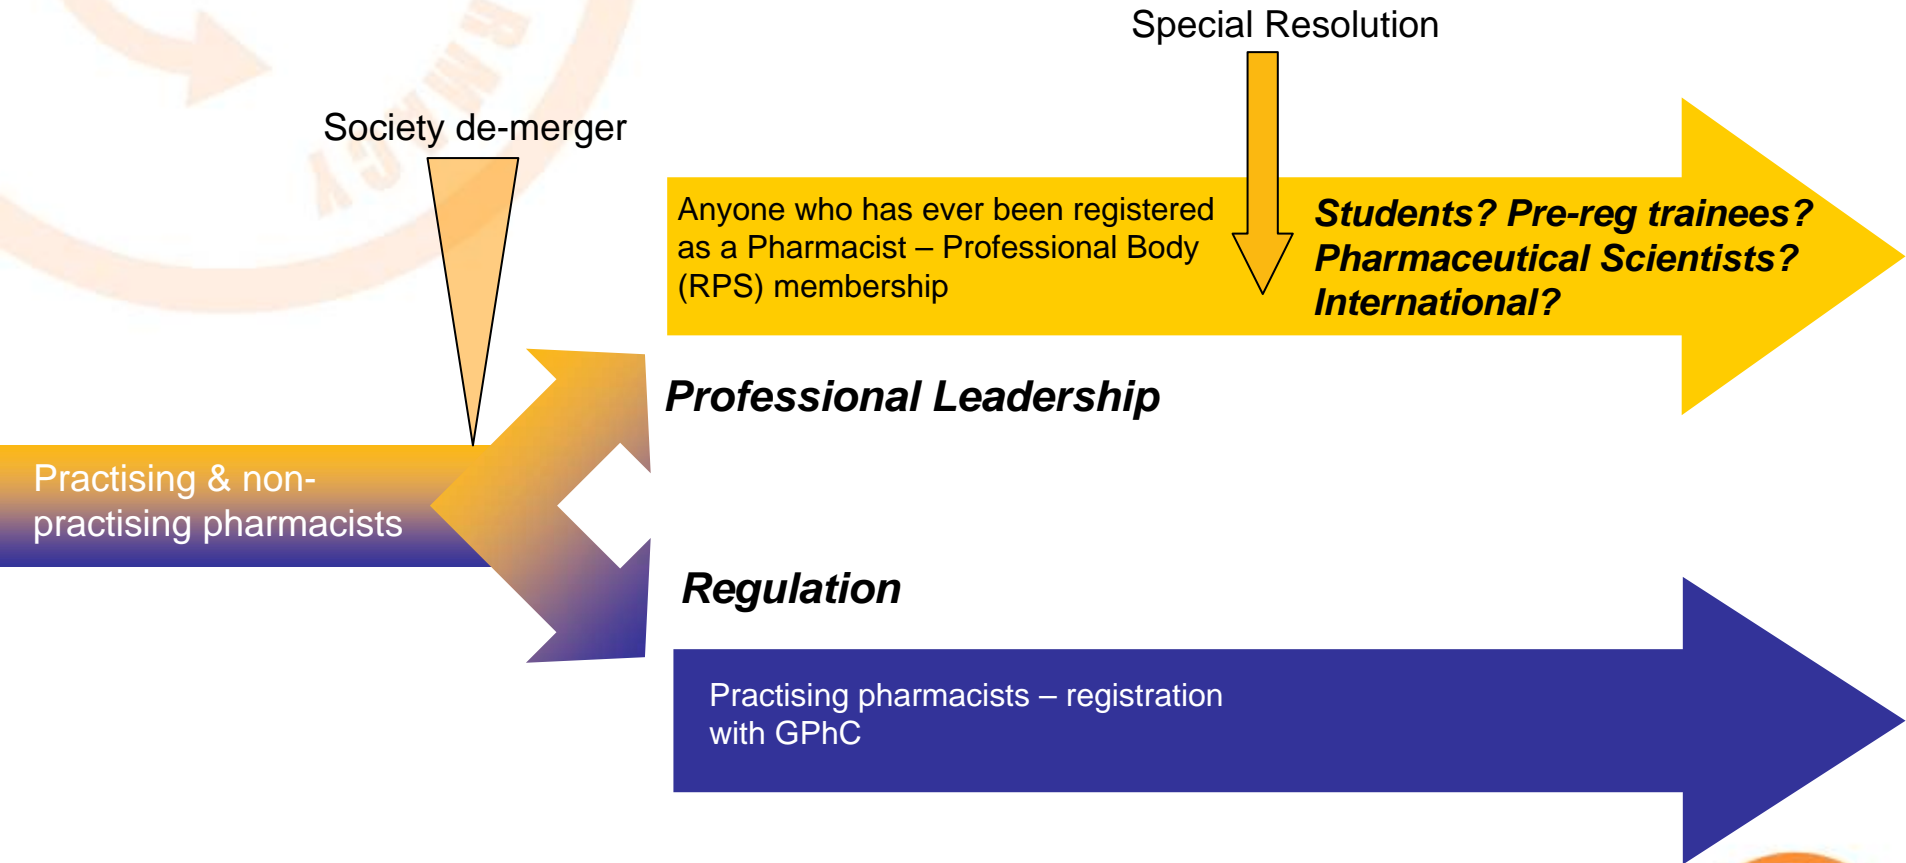 Special Resolution
Society de-merger
Anyone who has ever been registered
as a Pharmacist – Professional Body
(RPS) membership
Students? Pre-reg trainees?
Pharmaceutical Scientists?
International?
Professional Leadership
Practising & non-
practising pharmacists
Regulation
Practising pharmacists – registration
with GPhC
RMACY